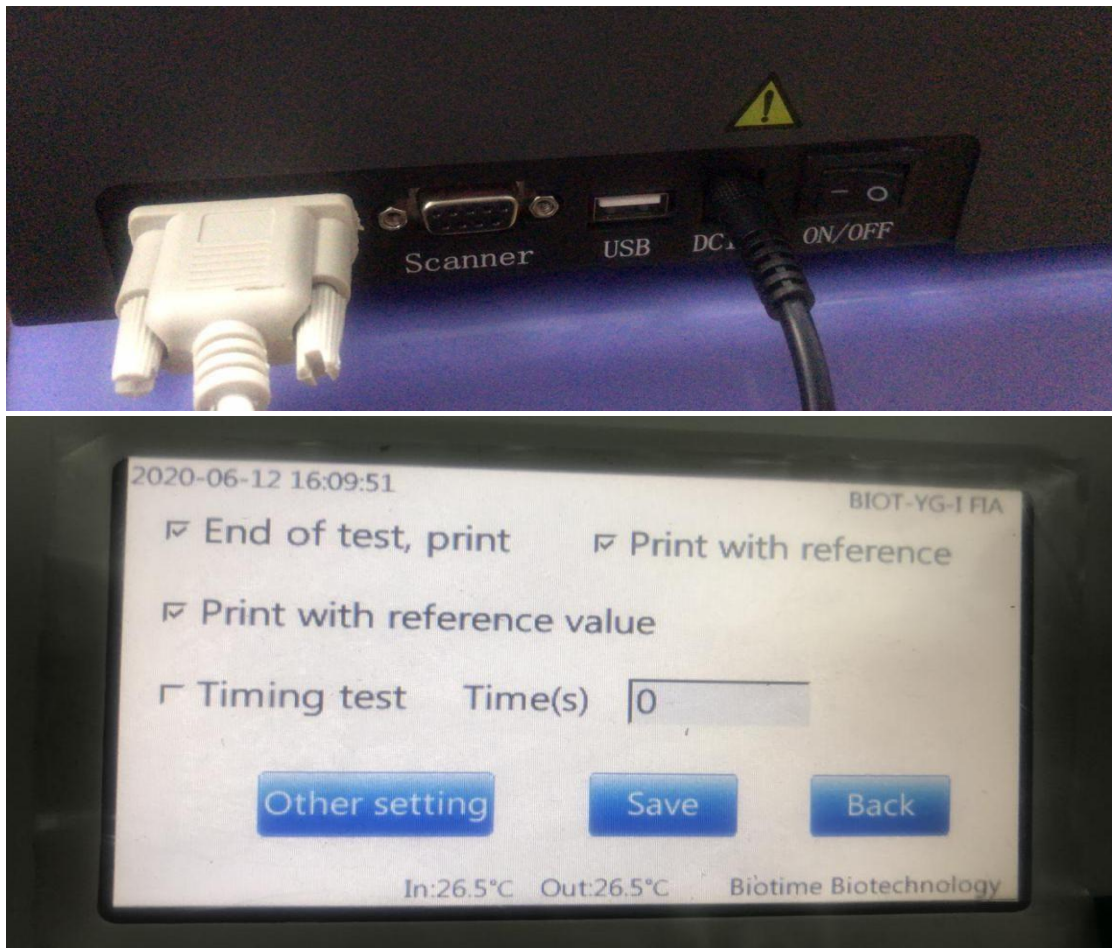 Scanner
USB
ON/OFF
2020-06-12 16:09:51
BIOT-YG-I FIA
End of test, print
Print with reference
Print with reference value
Timing test Time(s) 0
Other setting Save Back
In:26.5°C Out:26.5°C Biotime Biotechnology